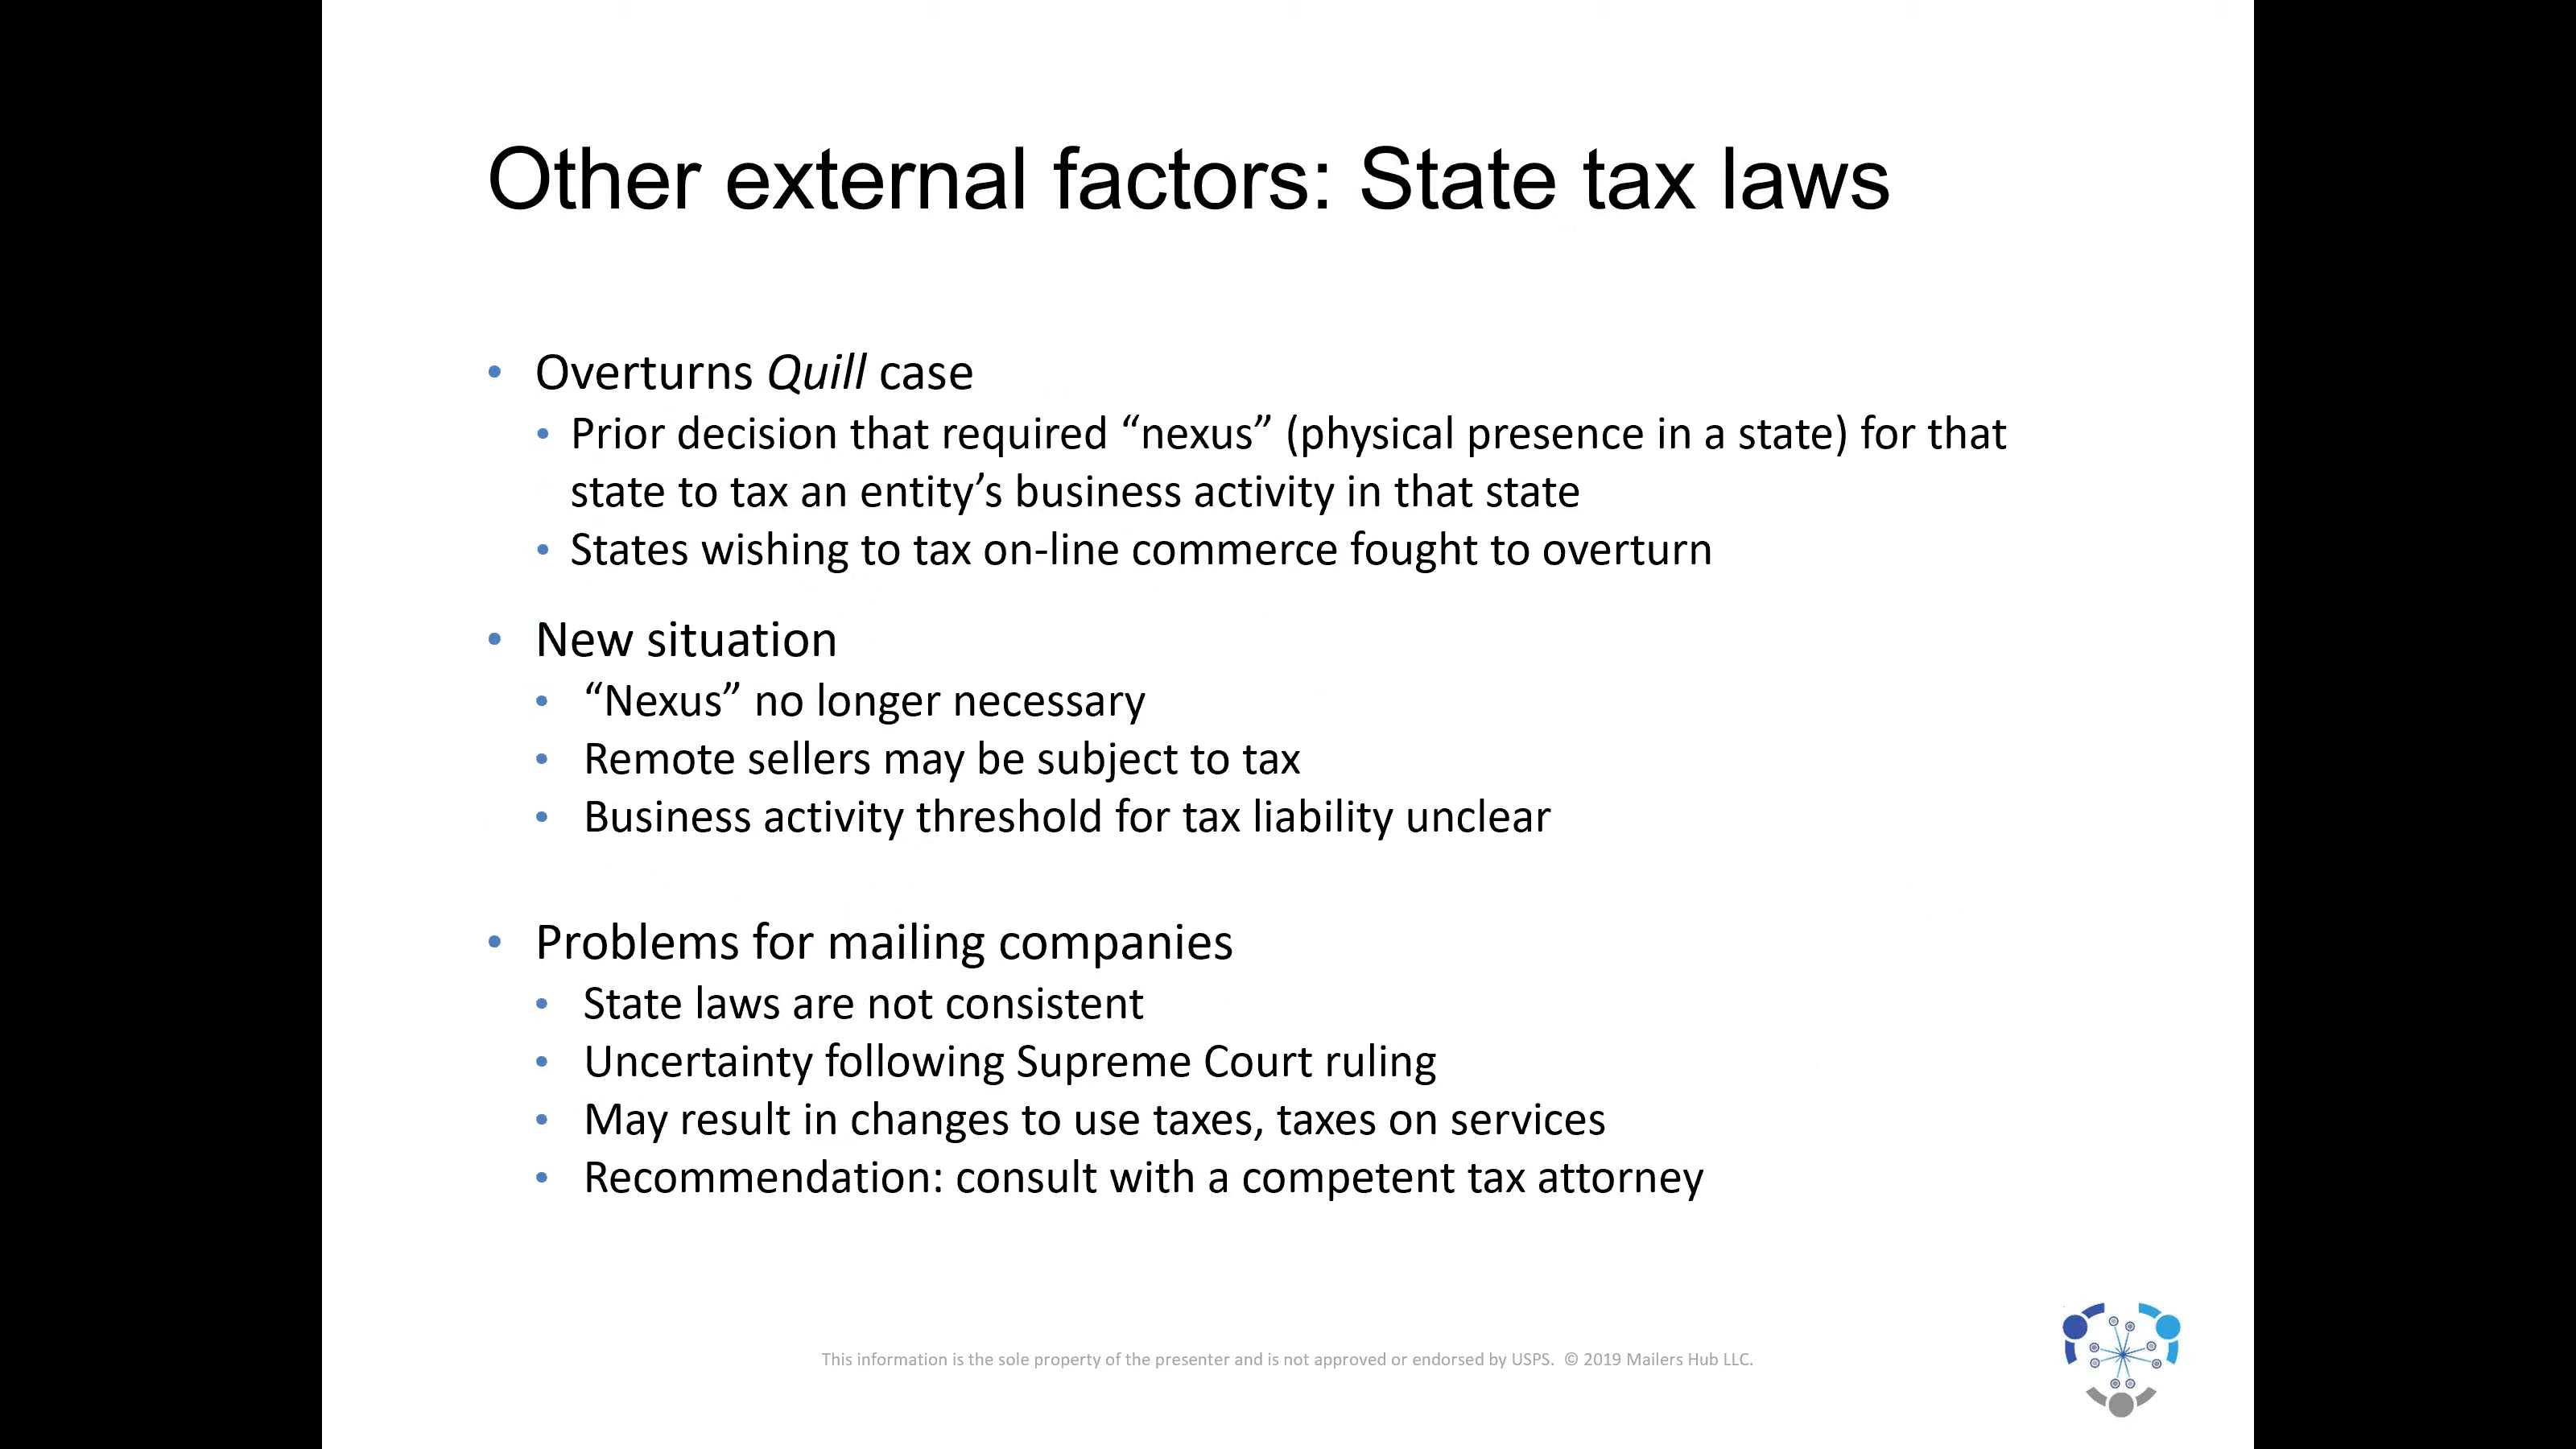 Other external factors: State tax laws
• Overturns Quill case
• Prior decision that required “nexus” (physical presence in a state) for that
state to tax an entity’s business activity in that state
• States wishing to tax on-line commerce fought to overturn
• New situation
• “Nexus” no longer necessary
• Remote sellers may be subject to tax
• Business activity threshold for tax liability unclear
• Problems for mailing companies
• State laws are not consistent
• Uncertainty following Supreme Court ruling
• May result in changes to use taxes, taxes on services
• Recommendation: consult with a competent tax attorney
This information is the sole property of the presenter and is not approved or endorsed by USPS. © 2019 Mailers Hub LLC.